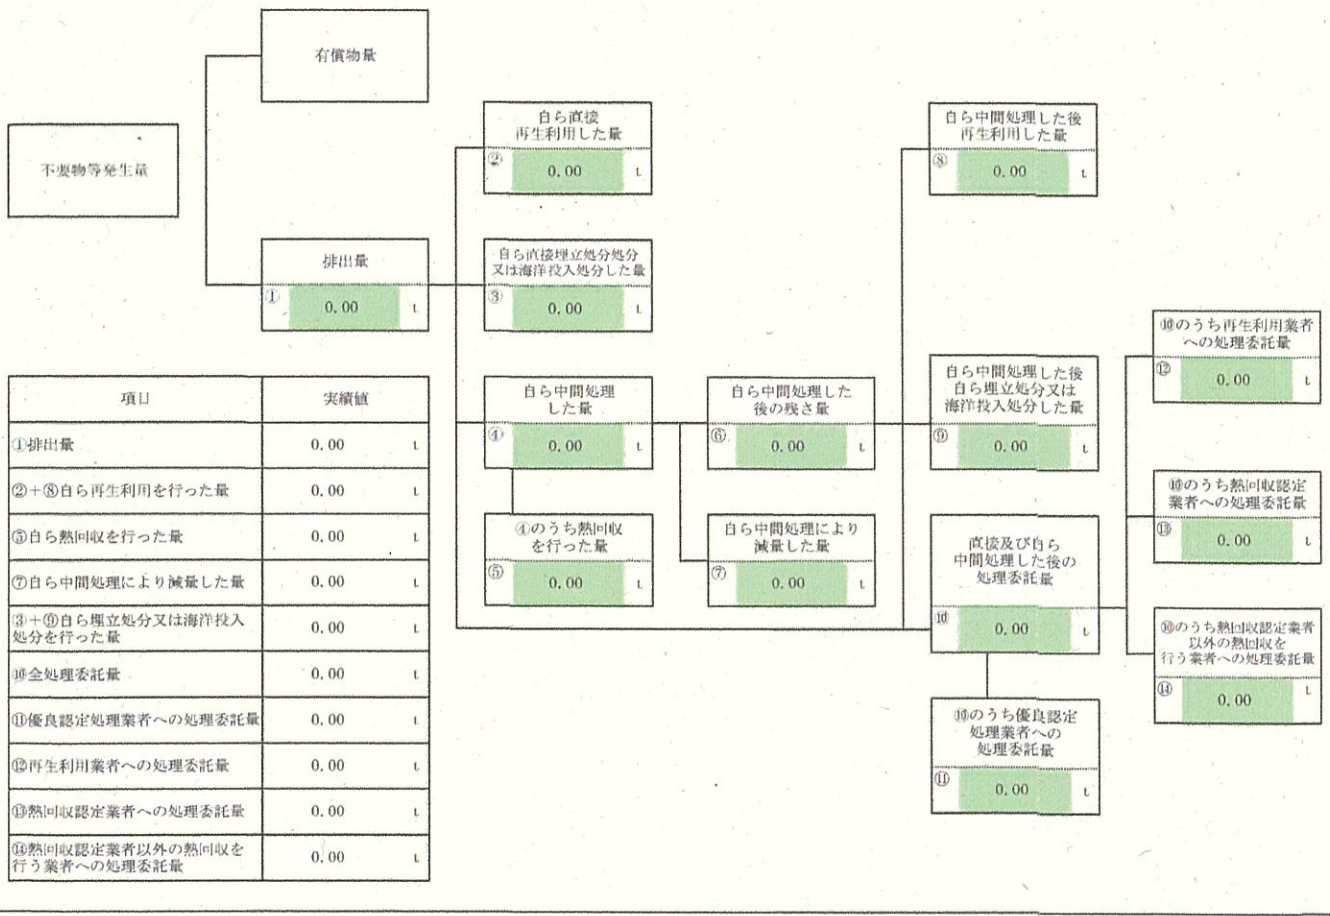 有償物量
不要物等発生量
自ら直接
再生利用した量
② 0.00 t
自ら中間処理した後
再生利用した量
⑧ 0.00 t
排出量
① 0.00 t
自ら直接埋立処分処分
又は海洋投入処分した量
③ 0.00 t
自ら中間処理
した量
④ 0.00 t
自ら中間処理した
後の残さ量
⑥ 0.00 t
自ら中間処理した後
自ら埋立処分又は
海洋投入処分した量
⑨ 0.00 t
⑩のうち再生利用業者
への処理委託量
⑫ 0.00 t
④のうち熱回収
を行った量
⑤ 0.00 t
自ら中間処理により
減量した量
⑦ 0.00 t
直接及び自ら
中間処理した後の
処理委託量
⑩ 0.00 t
⑩のうち熱回収認定
業者への処理委託量
⑬ 0.00 t
⑩のうち熱回収認定業者
以外の熱回収を
行う業者への処理委託量
⑭ 0.00 t
⑩のうち優良認定
処理業者への
処理委託量
⑪ 0.00 t
項目 実績値
①排出量 0.00 t
②+⑧自ら再生利用を行った量 0.00 t
⑤自ら熱回収を行った量 0.00 t
⑦自ら中間処理により減量した量 0.00 t
③+⑨自ら埋立処分又は海洋投入
処分を行った量 0.00 t
⑩全処理委託量 0.00 t
⑪優良認定処理業者への処理委託量 0.00 t
⑫再生利用業者への処理委託量 0.00 t
⑬熱回収認定業者への処理委託量 0.00 t
⑭熱回収認定業者以外の熱回収を
行う業者への処理委託量 0.00 t